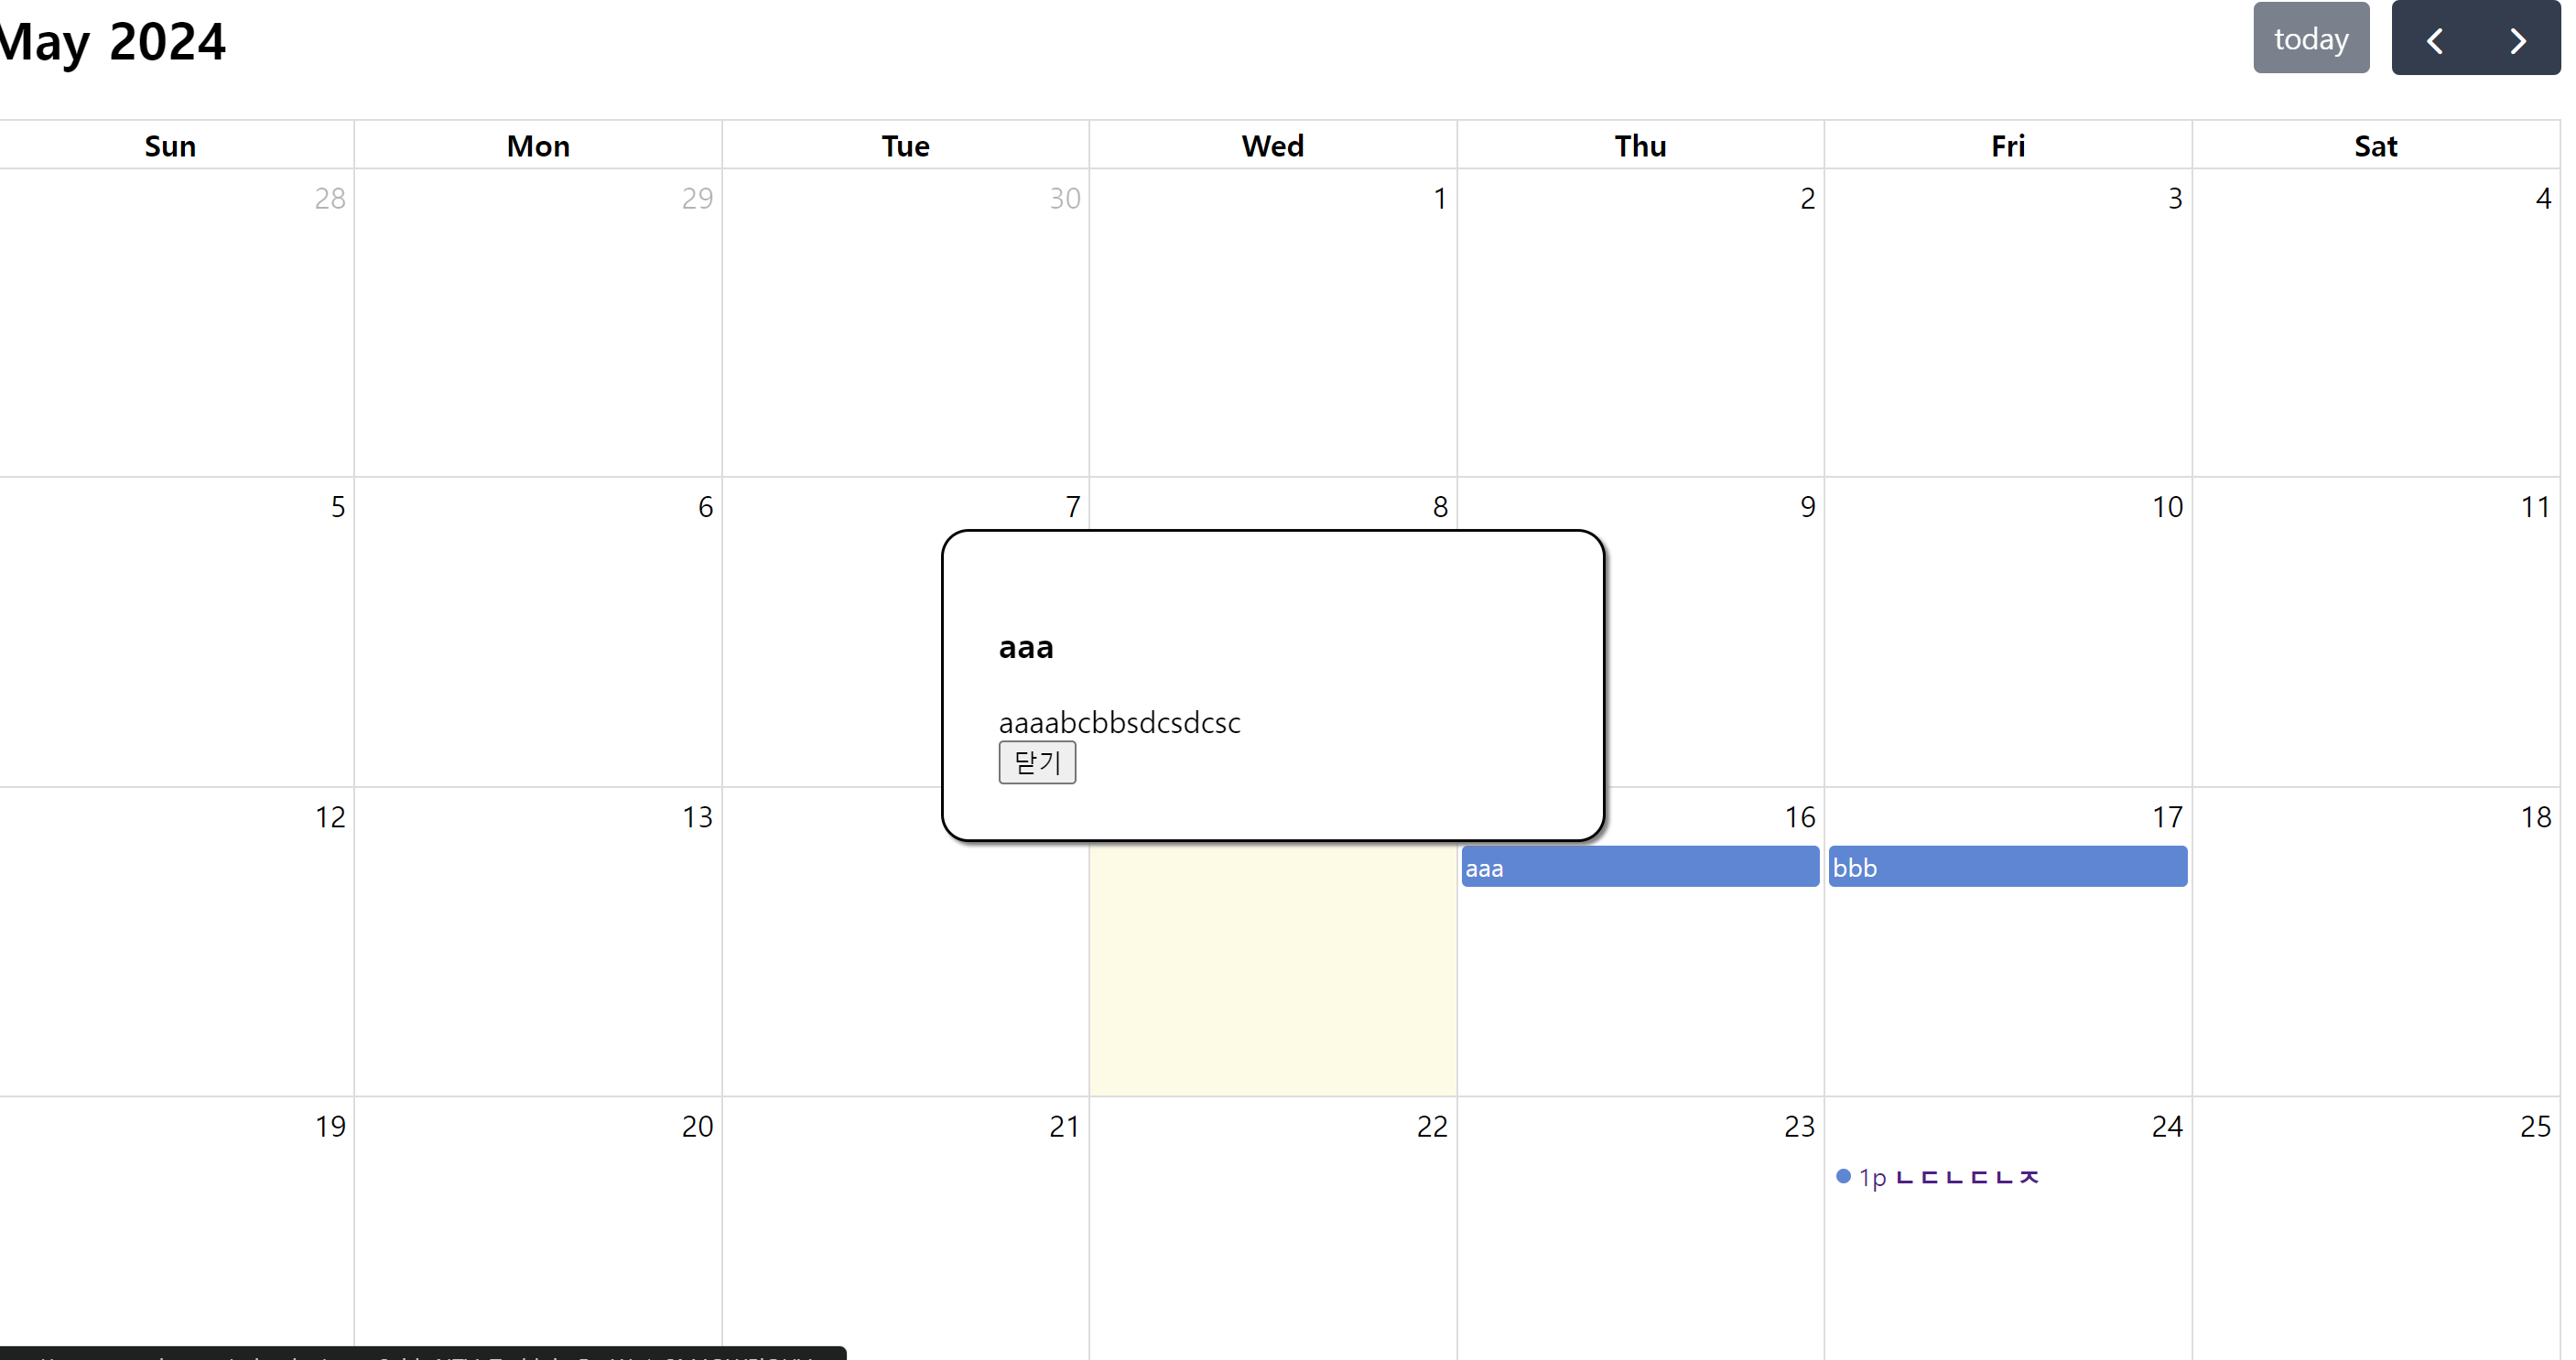 May 2024
today
Sun Mon Tue Wed Thu Fri Sat
28 29 30 1 2 3 4
5 6 7 8 9 10 11
aaa
aaaabcbbsdcsdcsc
닫기
12 13 16 17 18
aaa bbb
19 20 21 22 23 24 25
1p ㄴㄷㄴㄷㄴㅈ